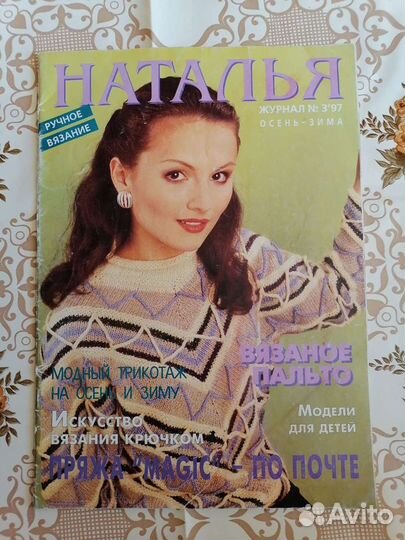 НАТАЛЬЯ
ЖУРНАЛ № 3'97
ОСЕНЬ-ЗИМА
РУЧНОЕ
ВЯЗАНИЕ
ВЯЗАНОЕ
ПАЛЬТО
МОДНЫЙ ТРИКОТАЖ
НА ОСЕНЬ И ЗИМУ
ИСКУССТВО
ВЯЗАНИЯ КРЮЧКОМ
МОДЕЛИ
ДЛЯ ДЕТЕЙ
ПРЯЖА "MAGIC" - ПО ПОЧТЕ
Avito